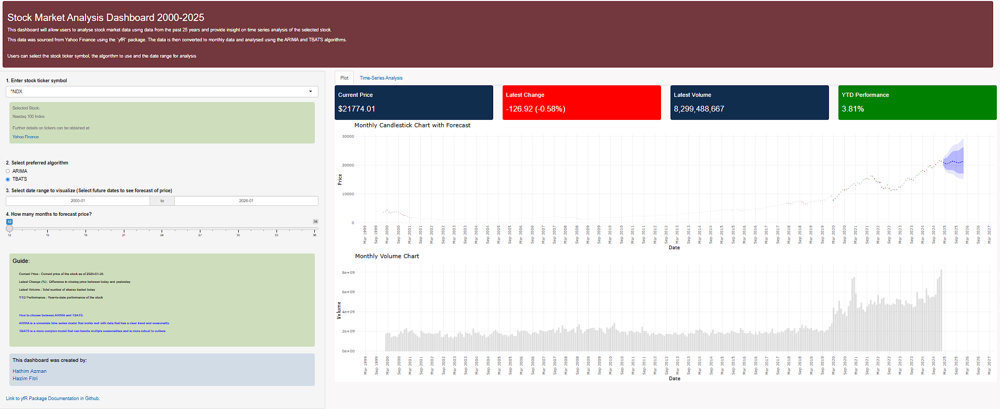 Stock Market Analysis Dashboard 2000-2025
This dashboard will allow users to analyse stock market data using data from the past 25 years and provide insight on time series analysis of the selected stock.
This data was sourced from Yahoo Finance using the `yfR` package. The data is then converted to monthly data and analysed using the ARIMA and TBATS algorithms.
Users can select the stock ticker symbol, the algorithm to use and the date range for analysis
1. Enter stock ticker symbol
^NDX
Selected Stock:
Nasdaq 100 Index
Further details on tickers can be obtained at:
Yahoo Finance
2. Select preferred algorithm
ARIMA
TBATS
3. Select date range to visualize (Select future dates to see forecast of price)
2000-01 to 2026-01
4. How many months to forecast price?
12 36
12 15 18 21 24 27 30 33 36
Guide:
Current Price : Current price of the stock as of 2025-01-25
Latest Change (%) : Difference in closing price between today and yesterday
Latest Volume : Total number of shares traded today
YTD Performance : Year-to-date performance of the stock
How to choose between ARIMA and TBATS:
ARIMA is a univariate time series model that works well with data that has a clear trend and seasonality.
TBATS is a more complex model that can handle multiple seasonalities and is more robust to outliers.
This dashboard was created by:
Hathim Azman
Hazim Fitri
Link to yfR Package Documentation in Github.
Plot Time-Series Analysis
Current Price
$21774.01
Latest Change
-126.92 (-0.58%)
Latest Volume
8,299,488,667
YTD Performance
3.81%
Monthly Candlestick Chart with Forecast
30000
20000
10000
0
Price
Mar 1999 Sep 1999 Mar 2000 Sep 2000 Mar 2001 Sep 2001 Mar 2002 Sep 2002 Mar 2003 Sep 2003 Mar 2004 Sep 2004 Mar 2005 Sep 2005 Mar 2006 Sep 2006 Mar 2007 Sep 2007 Mar 2008 Sep 2008 Mar 2009 Sep 2009 Mar 2010 Sep 2010 Mar 2011 Sep 2011 Mar 2012 Sep 2012 Mar 2013 Sep 2013 Mar 2014 Sep 2014 Mar 2015 Sep 2015 Mar 2016 Sep 2016 Mar 2017 Sep 2017 Mar 2018 Sep 2018 Mar 2019 Sep 2019 Mar 2020 Sep 2020 Mar 2021 Sep 2021 Mar 2022 Sep 2022 Mar 2023 Sep 2023 Mar 2024 Sep 2024 Mar 2025 Sep 2025 Mar 2026 Sep 2026 Mar 2027
Date
Monthly Volume Chart
8e+09
6e+09
4e+09
2e+09
0e+00
Volume
Mar 1999 Sep 1999 Mar 2000 Sep 2000 Mar 2001 Sep 2001 Mar 2002 Sep 2002 Mar 2003 Sep 2003 Mar 2004 Sep 2004 Mar 2005 Sep 2005 Mar 2006 Sep 2006 Mar 2007 Sep 2007 Mar 2008 Sep 2008 Mar 2009 Sep 2009 Mar 2010 Sep 2010 Mar 2011 Sep 2011 Mar 2012 Sep 2012 Mar 2013 Sep 2013 Mar 2014 Sep 2014 Mar 2015 Sep 2015 Mar 2016 Sep 2016 Mar 2017 Sep 2017 Mar 2018 Sep 2018 Mar 2019 Sep 2019 Mar 2020 Sep 2020 Mar 2021 Sep 2021 Mar 2022 Sep 2022 Mar 2023 Sep 2023 Mar 2024 Sep 2024 Mar 2025 Sep 2025 Mar 2026 Sep 2026 Mar 2027
Date